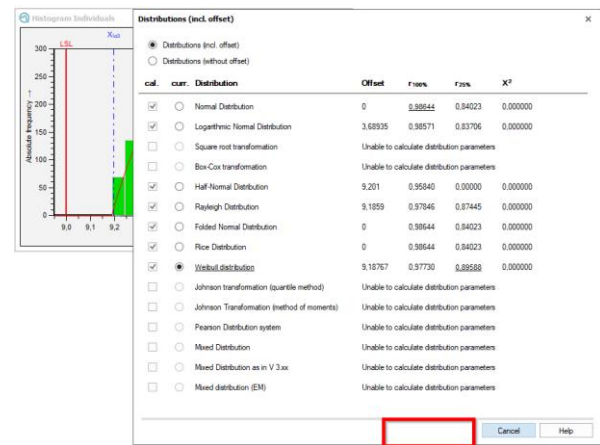 Histogram Individuals
LSL
X̄lo3
300
250
200
150
100
50
0
Absolute frequency →
9,0 9,1 9,2
Distributions (incl. offset)
Distributions (incl. offset)
Distributions (without offset)
cal. curr. Distribution Offset r100% r25% X²
Normal Distribution 0 0,98644 0,84023 0,000000
Logarithmic Normal Distribution 3,68935 0,98571 0,83706 0,000000
Square root transformation Unable to calculate distribution parameters
Box-Cox transformation Unable to calculate distribution parameters
Half-Normal Distribution 9,201 0,95840 0,00000 0,000000
Rayleigh Distribution 9,1859 0,97846 0,87445 0,000000
Folded Normal Distribution 0 0,98644 0,84023 0,000000
Rice Distribution 0 0,98644 0,84023 0,000000
Weibull distribution 9,18767 0,97730 0,89588 0,000000
Johnson transformation (quantile method) Unable to calculate distribution parameters
Johnson Transformation (method of moments) Unable to calculate distribution parameters
Pearson Distribution system Unable to calculate distribution parameters
Mixed Distribution Unable to calculate distribution parameters
Mixed Distribution as in V 3.xx Unable to calculate distribution parameters
Mixed distribution (EM) Unable to calculate distribution parameters
Cancel Help